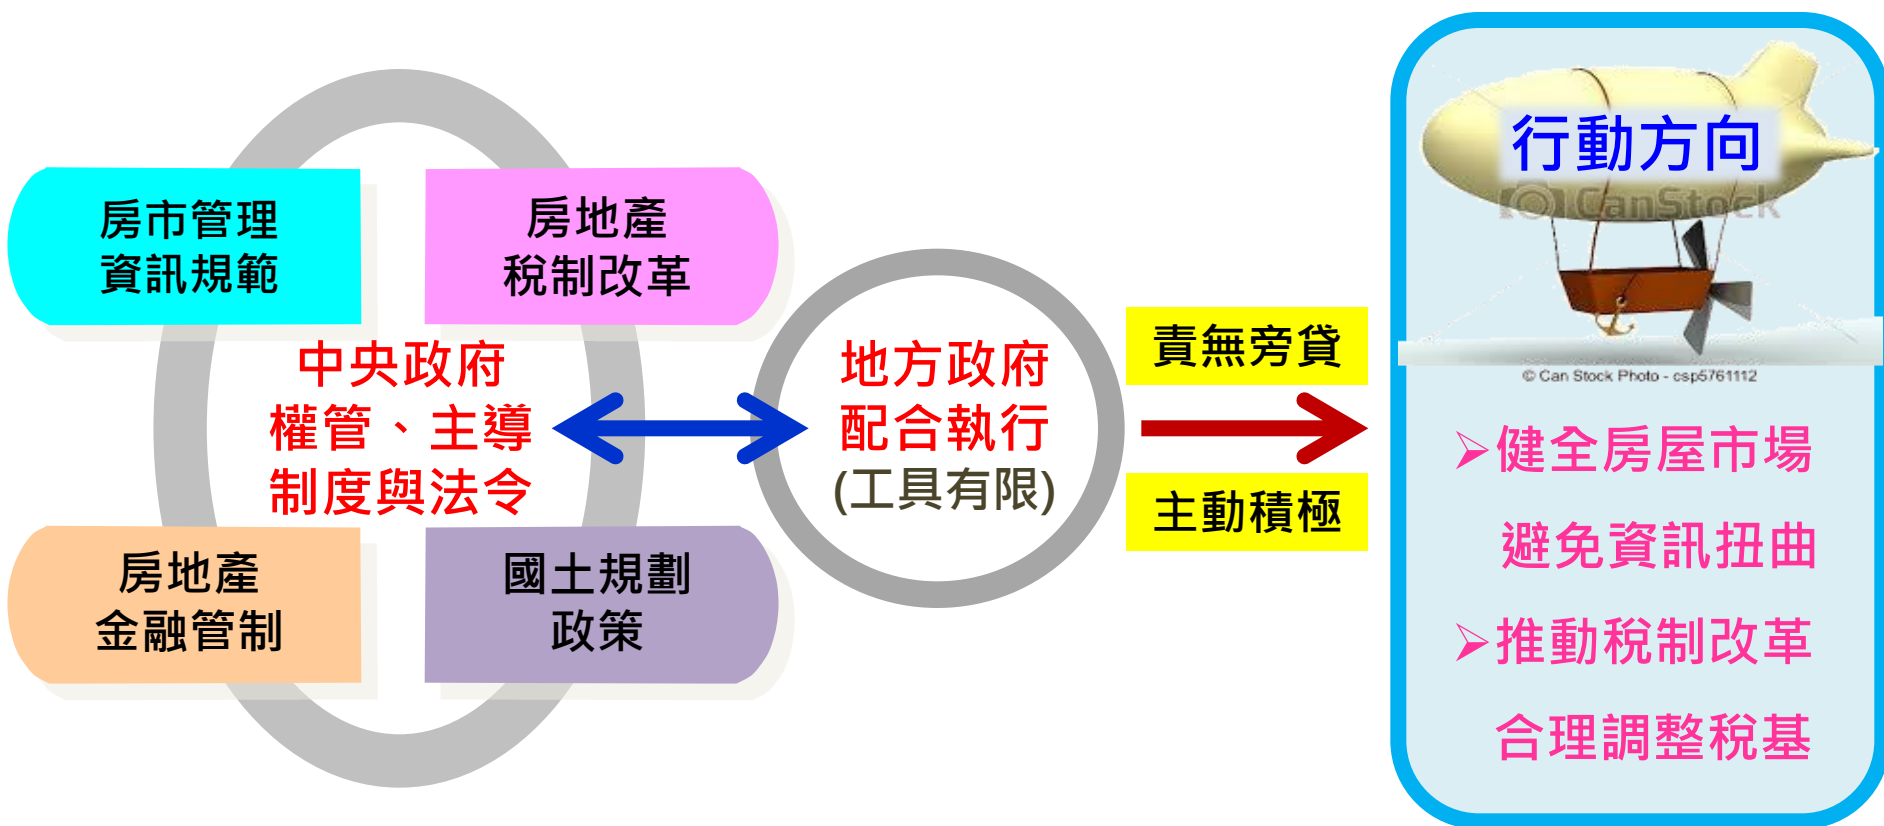 房市管理
資訊規範
房地產
稅制改革
中央政府
權管、主導
制度與法令
房地產
金融管制
國土規劃
政策
地方政府
配合執行
(工具有限)
責無旁貸
主動積極
行動方向
CanStock
© Can Stock Photo - csp5761112
➢健全房屋市場
避免資訊扭曲
➢推動稅制改革
合理調整稅基